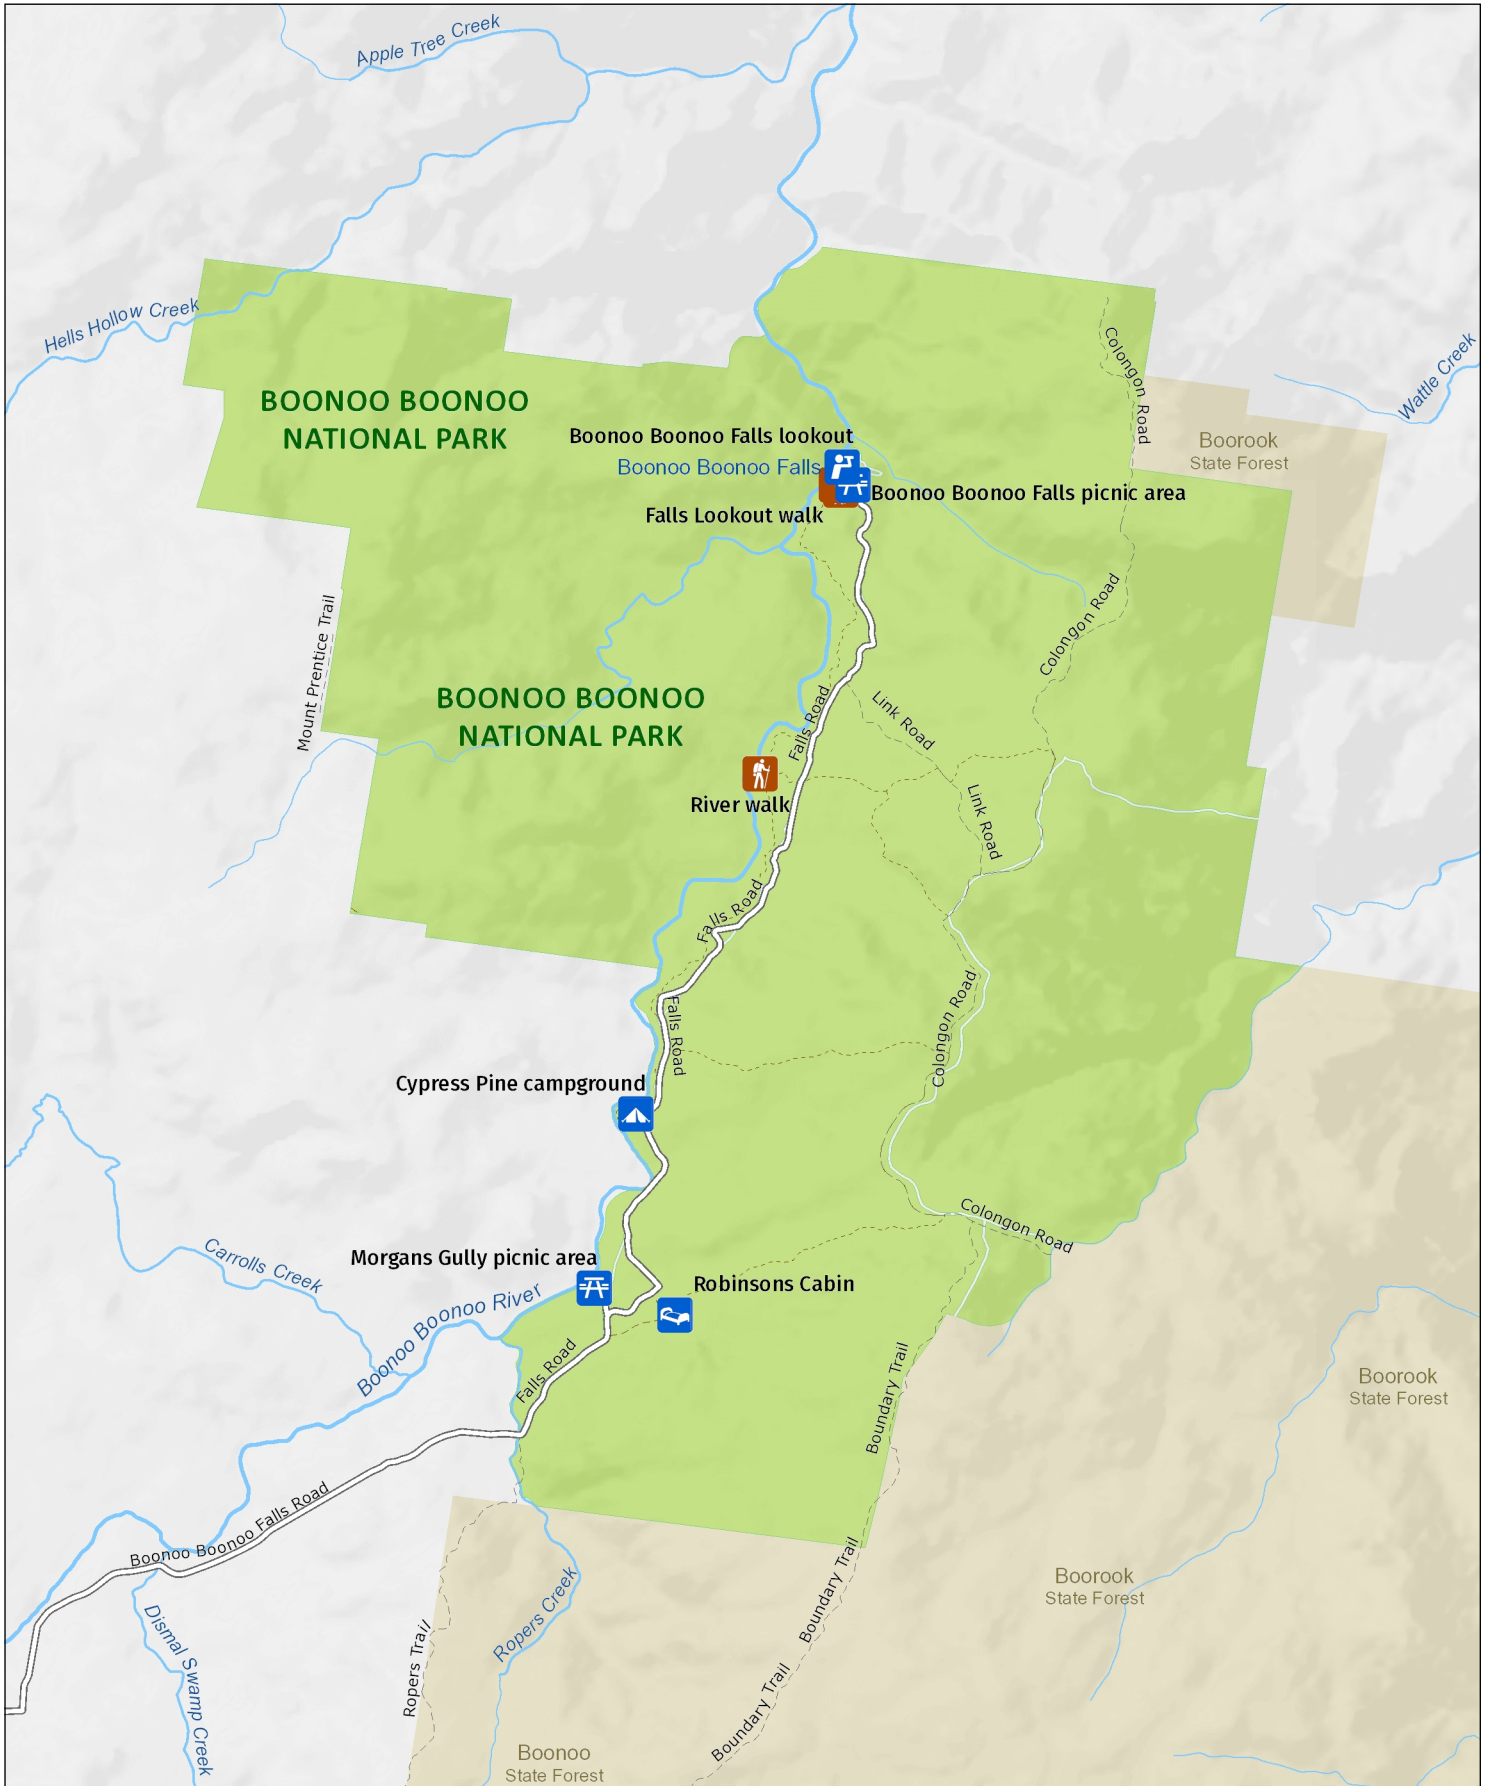 Apple Tree Creek
Hells Hollow Creek
Wattle Creek
Colongon Road
BOONOO BOONOO
NATIONAL PARK
Boonoo Boonoo Falls lookout
Boonoo Boonoo Falls
Boorook
State Forest
Boonoo Boonoo Falls picnic area
Falls Lookout walk
Colongon Road
Mount Prentice Trail
BOONOO BOONOO
NATIONAL PARK
Link Road
Falls Road
River walk
Link Road
Falls Road
Falls Road
Colongon Road
Cypress Pine campground
Colongon Road
Carrolls Creek
Morgans Gully picnic area
Robinsons Cabin
Boonoo Boonoo River
Falls Road
Boundary Trail
Boorook
State Forest
Boonoo Boonoo Falls Road
Boorook
State Forest
Ropers Creek
Boundary Trail
Dismal Swamp Creek
Ropers Trail
Boundary Trail
Boonoo
State Forest